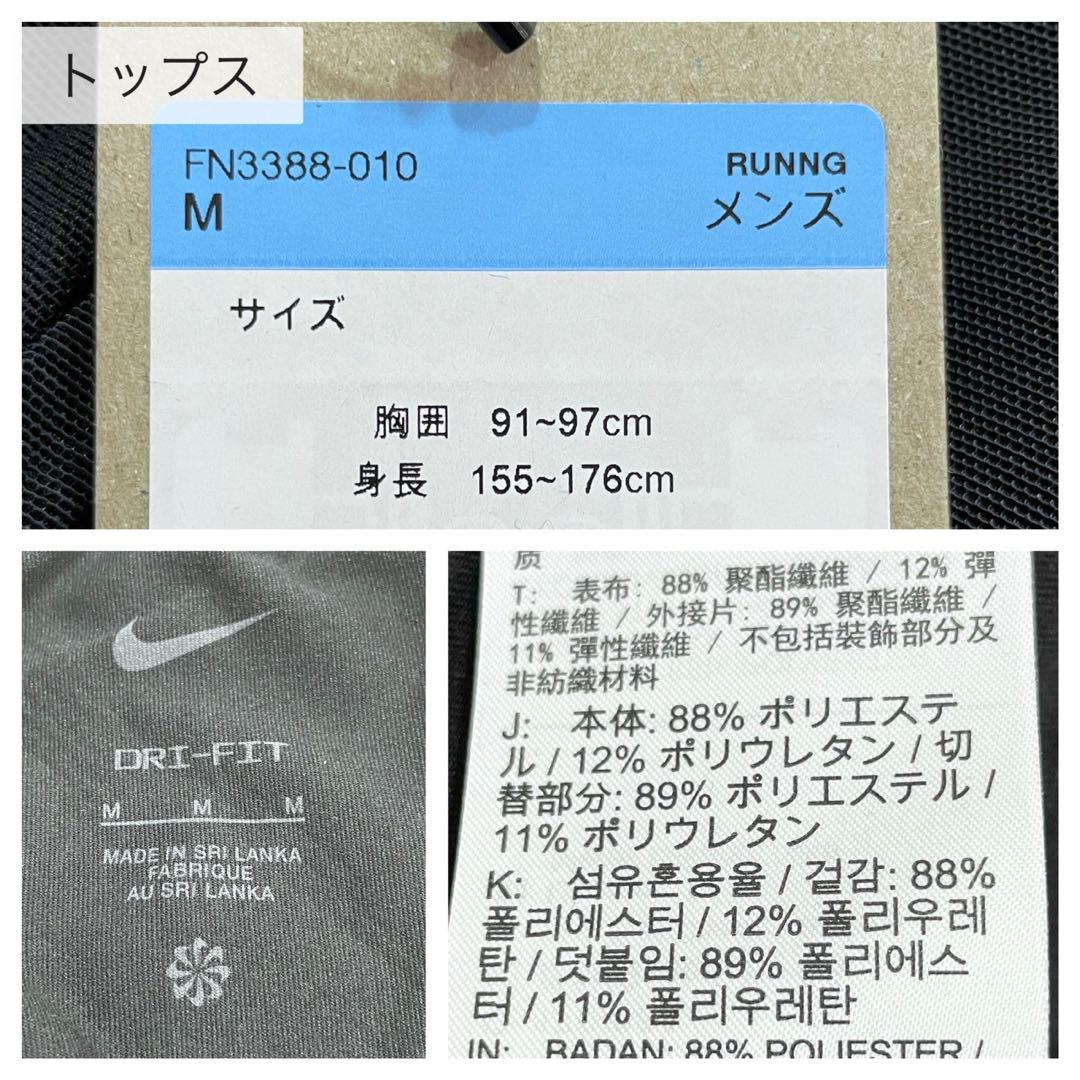 トップス
FN3388-010
RUNNG
M
メンズ
サイズ
胸囲 91~97cm
身長 155~176cm
DRI-FIT
M M M
MADE IN SRI LANKA
FABRIQUE
AU SRI LANKA
质
T: 表布: 88% 聚酯纖維 / 12% 彈
性纖維 / 外接片: 89% 聚酯纖維 /
11% 彈性纖維 / 不包括裝飾部分及
非紡織材料
J: 本体: 88% ポリエステ
ル / 12% ポリウレタン / 切
替部分: 89% ポリエステル /
11% ポリウレタン
K: 섬유혼용율 / 겉감: 88%
폴리에스터 / 12% 폴리우레
탄 / 덧붙임: 89% 폴리에스
터 / 11% 폴리우레탄
IN: BADAN: 88% POLIESTER /